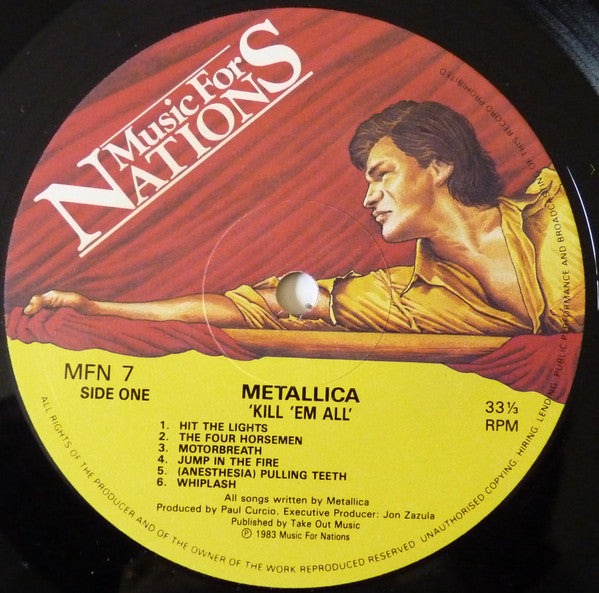 Music For
NATIONS
MFN 7
SIDE ONE
METALLICA
'KILL 'EM ALL'
33⅓
RPM
1. HIT THE LIGHTS
2. THE FOUR HORSEMEN
3. MOTORBREATH
4. JUMP IN THE FIRE
5. (ANESTHESIA) PULLING TEETH
6. WHIPLASH
All songs written by Metallica
Produced by Paul Curcio. Executive Producer: Jon Zazula
Published by Take Out Music
℗ 1983 Music For Nations
ALL RIGHTS OF THE PRODUCER AND OF THE OWNER OF THE WORK REPRODUCED RESERVED. UNAUTHORISED COPYING, HIRING, LENDING, PUBLIC PERFORMANCE AND BROADCASTING OF THIS RECORD PROHIBITED